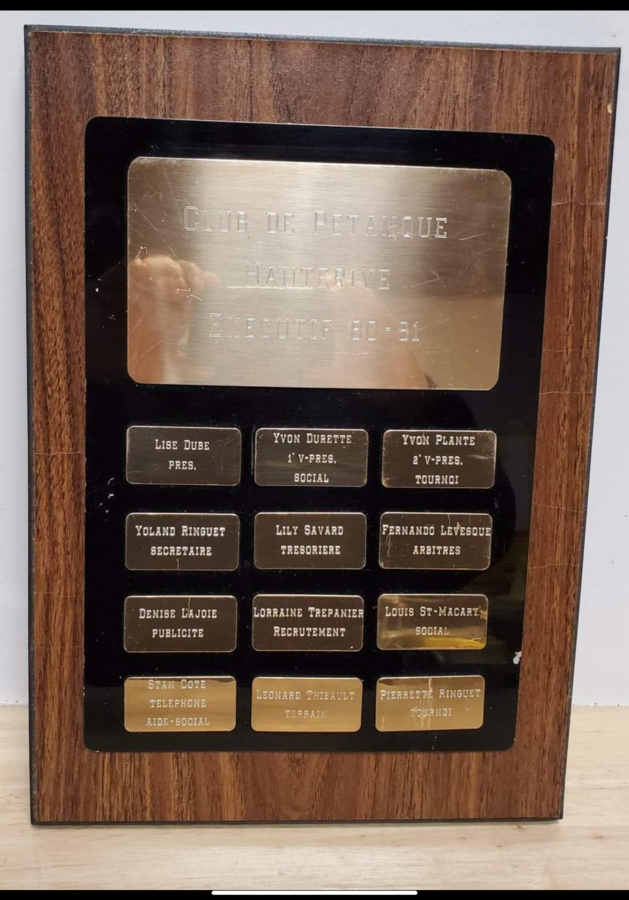 CLUB DE PETANQUE
HAUTERIVE
EXECUTIF 80-81
LISE DUBE
PRES.
YVON DURETTE
1° V-PRES.
SOCIAL
YVON PLANTE
2° V-PRES.
TOURNOI
YOLAND RINGUET
SECRETAIRE
LILY SAVARD
TRESORIERE
FERNANDO LEVESQUE
ARBITRES
DENISE LAJOIE
PUBLICITE
LORRAINE TREPANIER
RECRUTEMENT
LOUIS ST-MACARY
SOCIAL
STAN COTE
TELEPHONE
AIDE-SOCIAL
LEONARD THIBAULT
TERRAIN
PIERRETTE RINGUET
TOURNOI